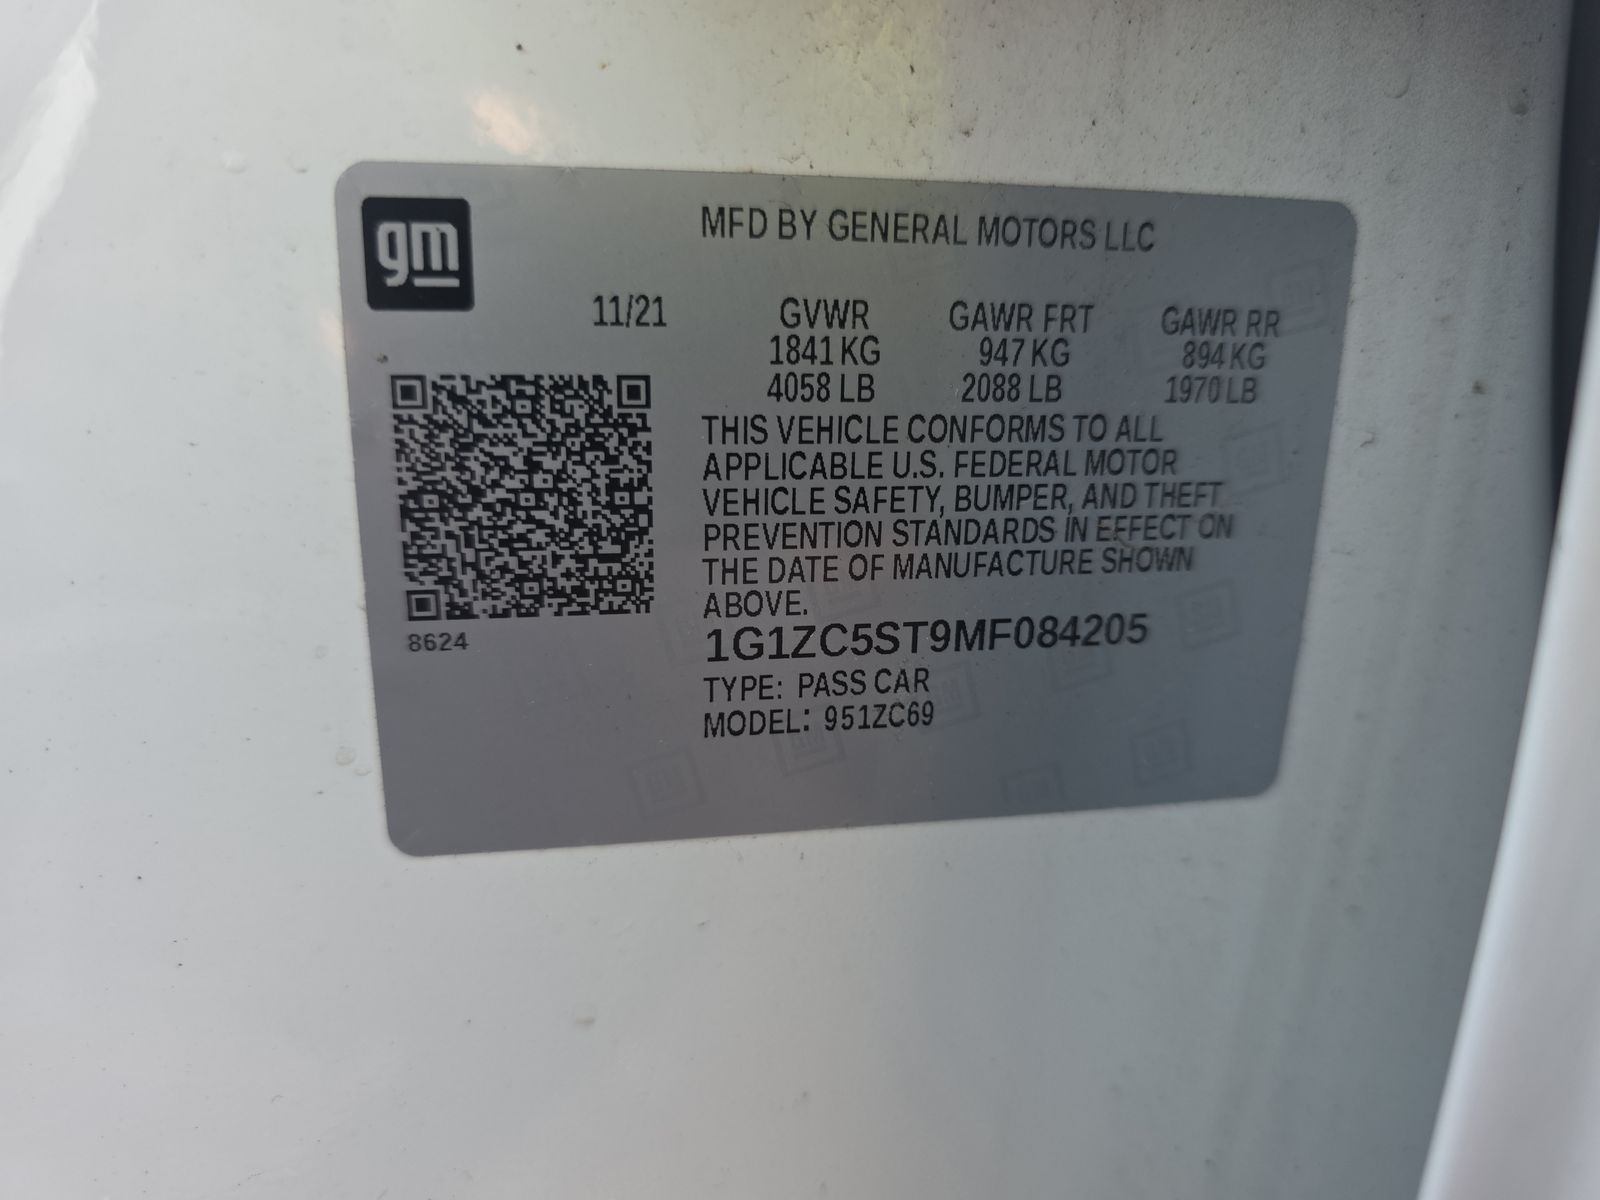 gm
MFD BY GENERAL MOTORS LLC
11/21 GVWR GAWR FRT GAWR RR
1841 KG 947 KG 894 KG
4058 LB 2088 LB 1970 LB
THIS VEHICLE CONFORMS TO ALL
APPLICABLE U.S. FEDERAL MOTOR
VEHICLE SAFETY, BUMPER, AND THEFT
PREVENTION STANDARDS IN EFFECT ON
THE DATE OF MANUFACTURE SHOWN
ABOVE.
8624
1G1ZC5ST9MF084205
TYPE: PASS CAR
MODEL: 951ZC69